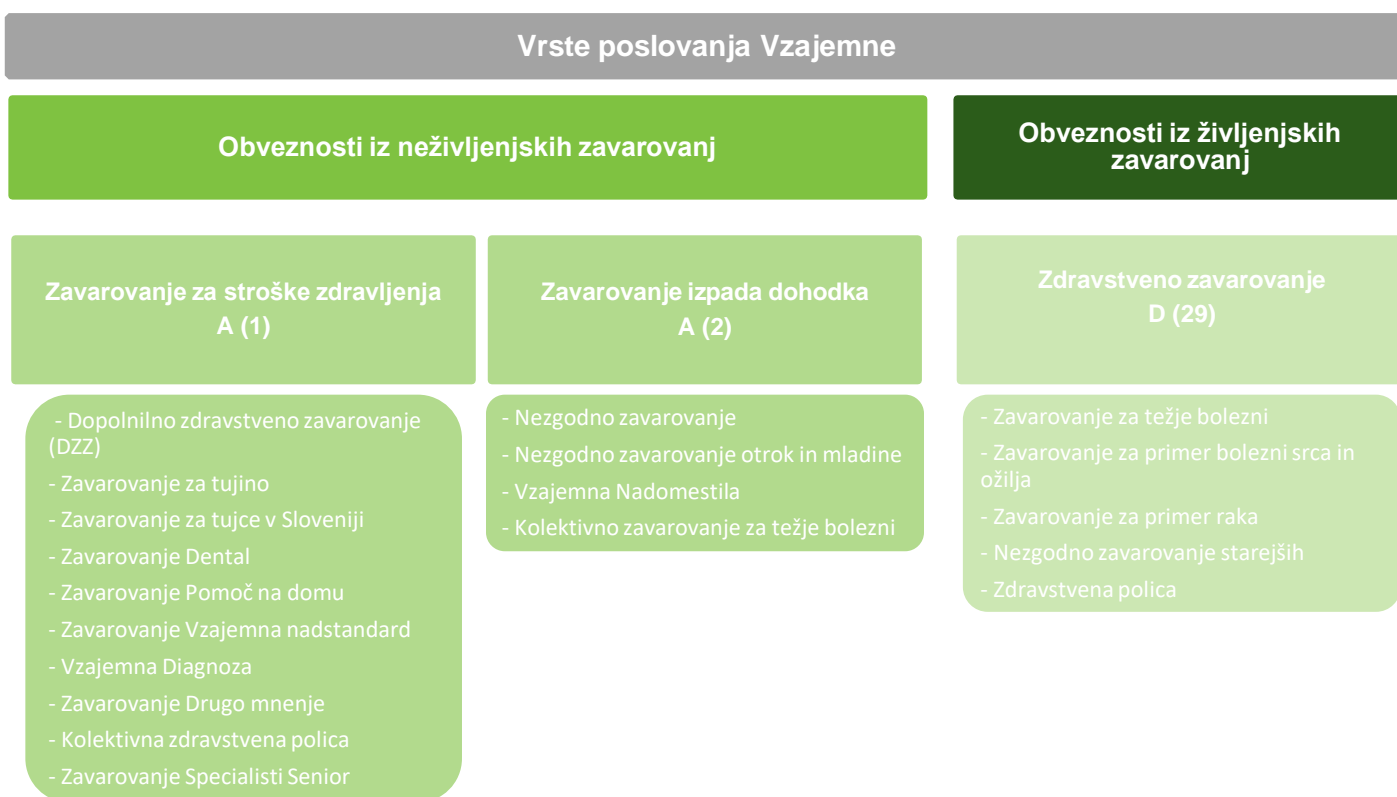 Vrste poslovanja Vzajemne
Obveznosti iz neživljenjskih zavarovanj
Obveznosti iz življenjskih
zavarovanj
Zavarovanje za stroške zdravljenja
A (1)
Zavarovanje izpada dohodka
A (2)
Zdravstveno zavarovanje
D (29)
- Dopolnilno zdravstveno zavarovanje
(DZZ)
- Zavarovanje za tujino
- Zavarovanje za tujce v Sloveniji
- Zavarovanje Dental
- Zavarovanje Pomoč na domu
- Zavarovanje Vzajemna nadstandard
- Vzajemna Diagnoza
- Zavarovanje Drugo mnenje
- Kolektivna zdravstvena polica
- Zavarovanje Specialisti Senior
- Nezgodno zavarovanje
- Nezgodno zavarovanje otrok in mladine
- Vzajemna Nadomestila
- Kolektivno zavarovanje za težje bolezni
- Zavarovanje za težje bolezni
- Zavarovanje za primer bolezni srca in
ožilja
- Zavarovanje za primer raka
- Nezgodno zavarovanje starejših
- Zdravstvena polica